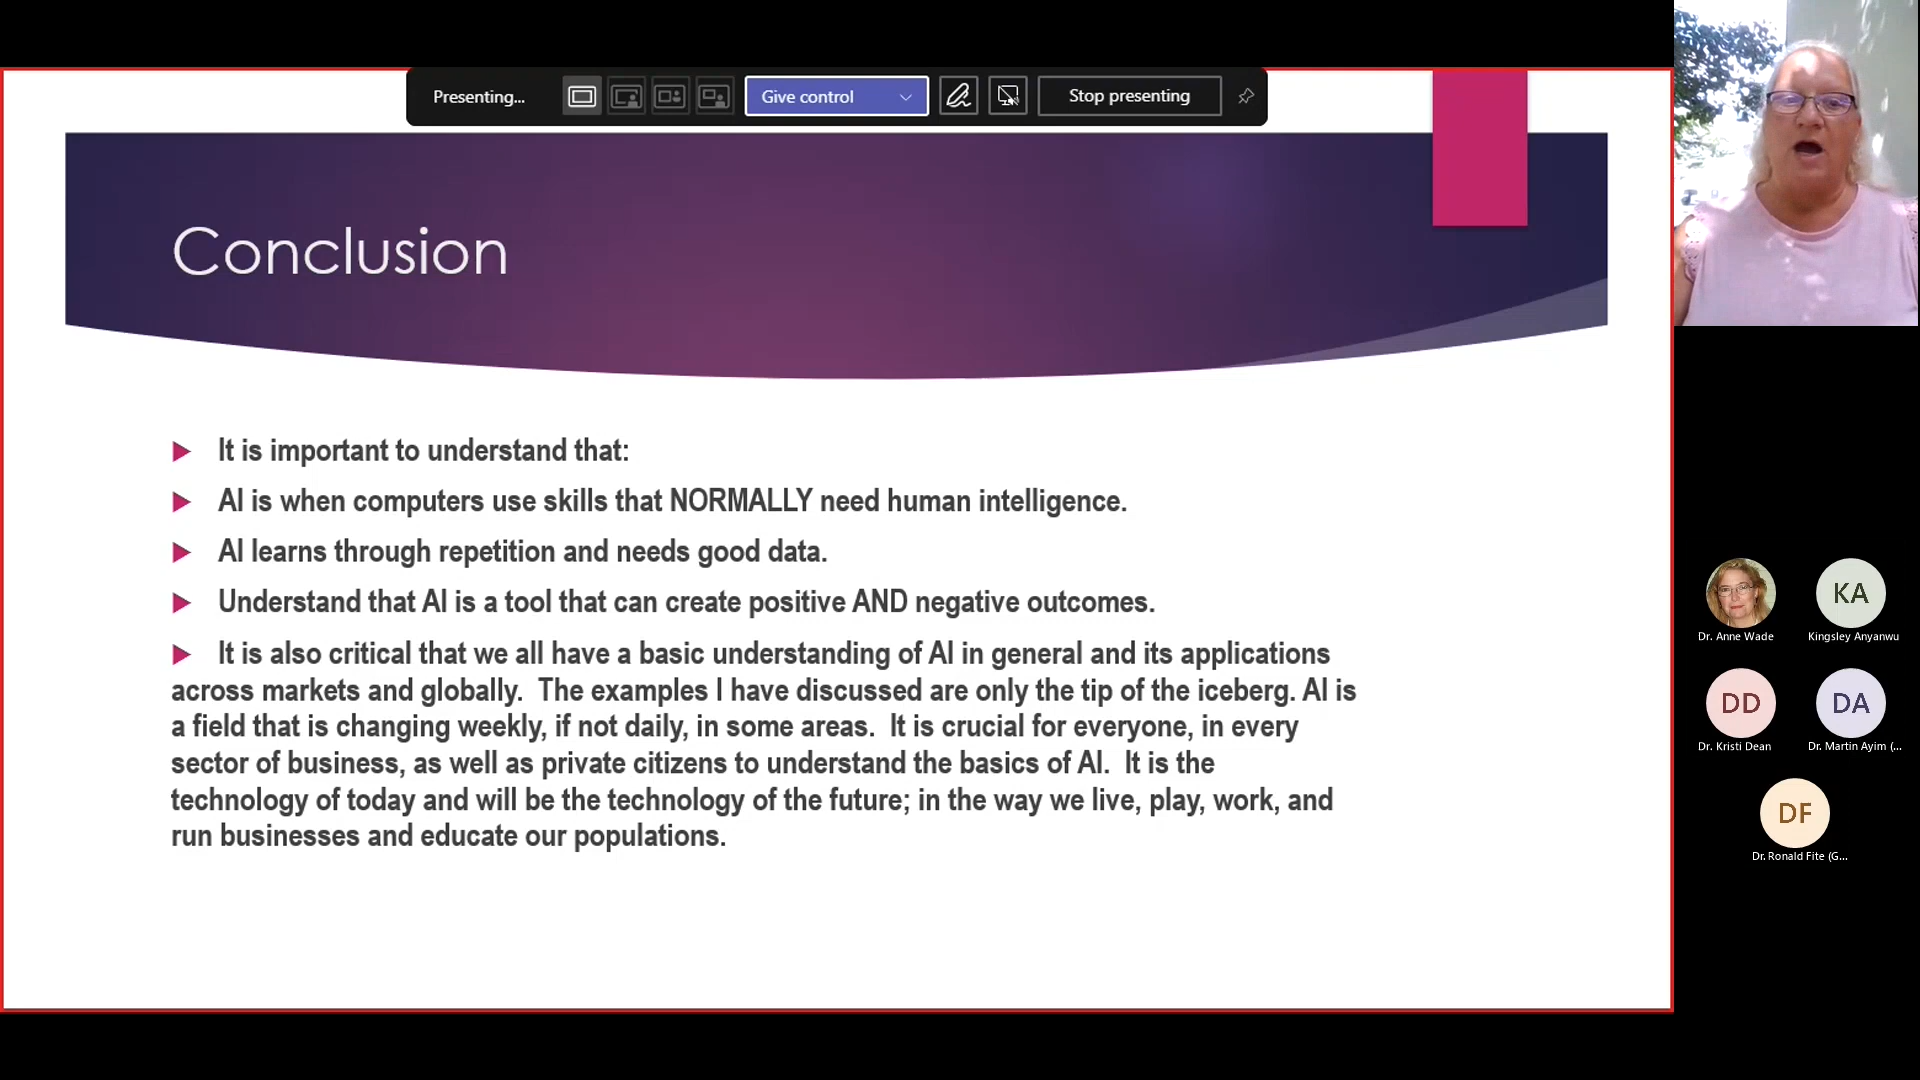 Presenting...
Give control
Stop presenting
Conclusion
It is important to understand that:
AI is when computers use skills that NORMALLY need human intelligence.
AI learns through repetition and needs good data.
Understand that AI is a tool that can create positive AND negative outcomes.
It is also critical that we all have a basic understanding of AI in general and its applications
across markets and globally.  The examples I have discussed are only the tip of the iceberg. AI is
a field that is changing weekly, if not daily, in some areas.  It is crucial for everyone, in every
sector of business, as well as private citizens to understand the basics of AI.  It is the
technology of today and will be the technology of the future; in the way we live, play, work, and
run businesses and educate our populations.
KA
Dr. Anne Wade
Kingsley Anyanwu
DD
DA
Dr. Kristi Dean
Dr. Martin Ayim (...
DF
Dr. Ronald Fite (G...